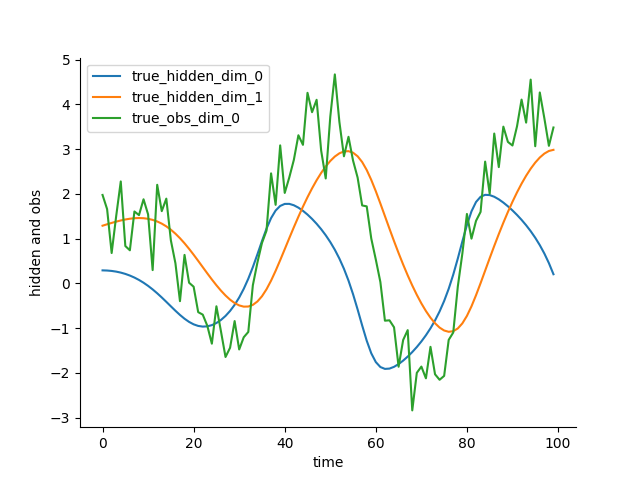 5
4
3
2
1
0
−1
−2
−3
hidden and obs
true_hidden_dim_0
true_hidden_dim_1
true_obs_dim_0
0 20 40 60 80 100
time